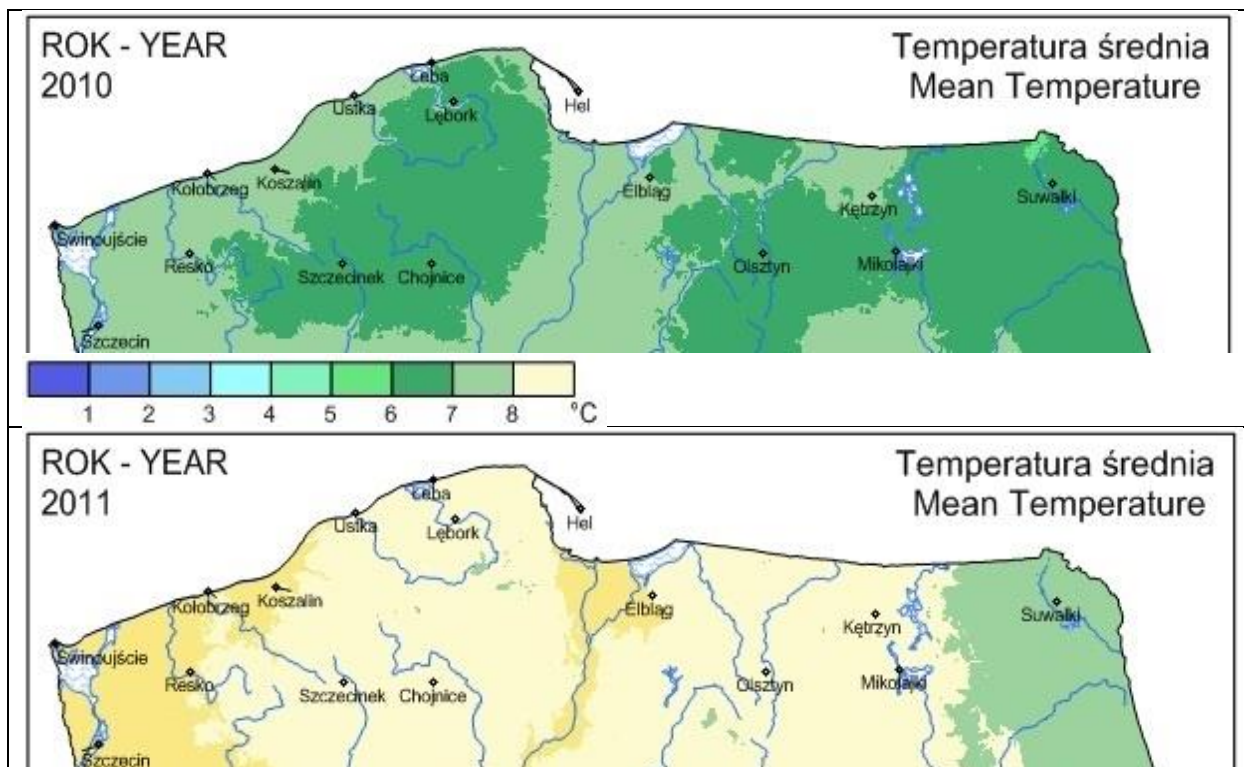 ROK - YEAR
2010
Temperatura średnia
Mean Temperature
Łeba
Ustka
Lębork
Hel
Kołobrzeg
Koszalin
Elbląg
Kętrzyn
Suwałki
Świnoujście
Resko
Szczecinek
Chojnice
Olsztyn
Mikołajki
Szczecin
1 2 3 4 5 6 7 8 °C
ROK - YEAR
2011
Temperatura średnia
Mean Temperature
Łeba
Ustka
Lębork
Hel
Kołobrzeg
Koszalin
Elbląg
Kętrzyn
Suwałki
Świnoujście
Resko
Szczecinek
Chojnice
Olsztyn
Mikołajki
Szczecin